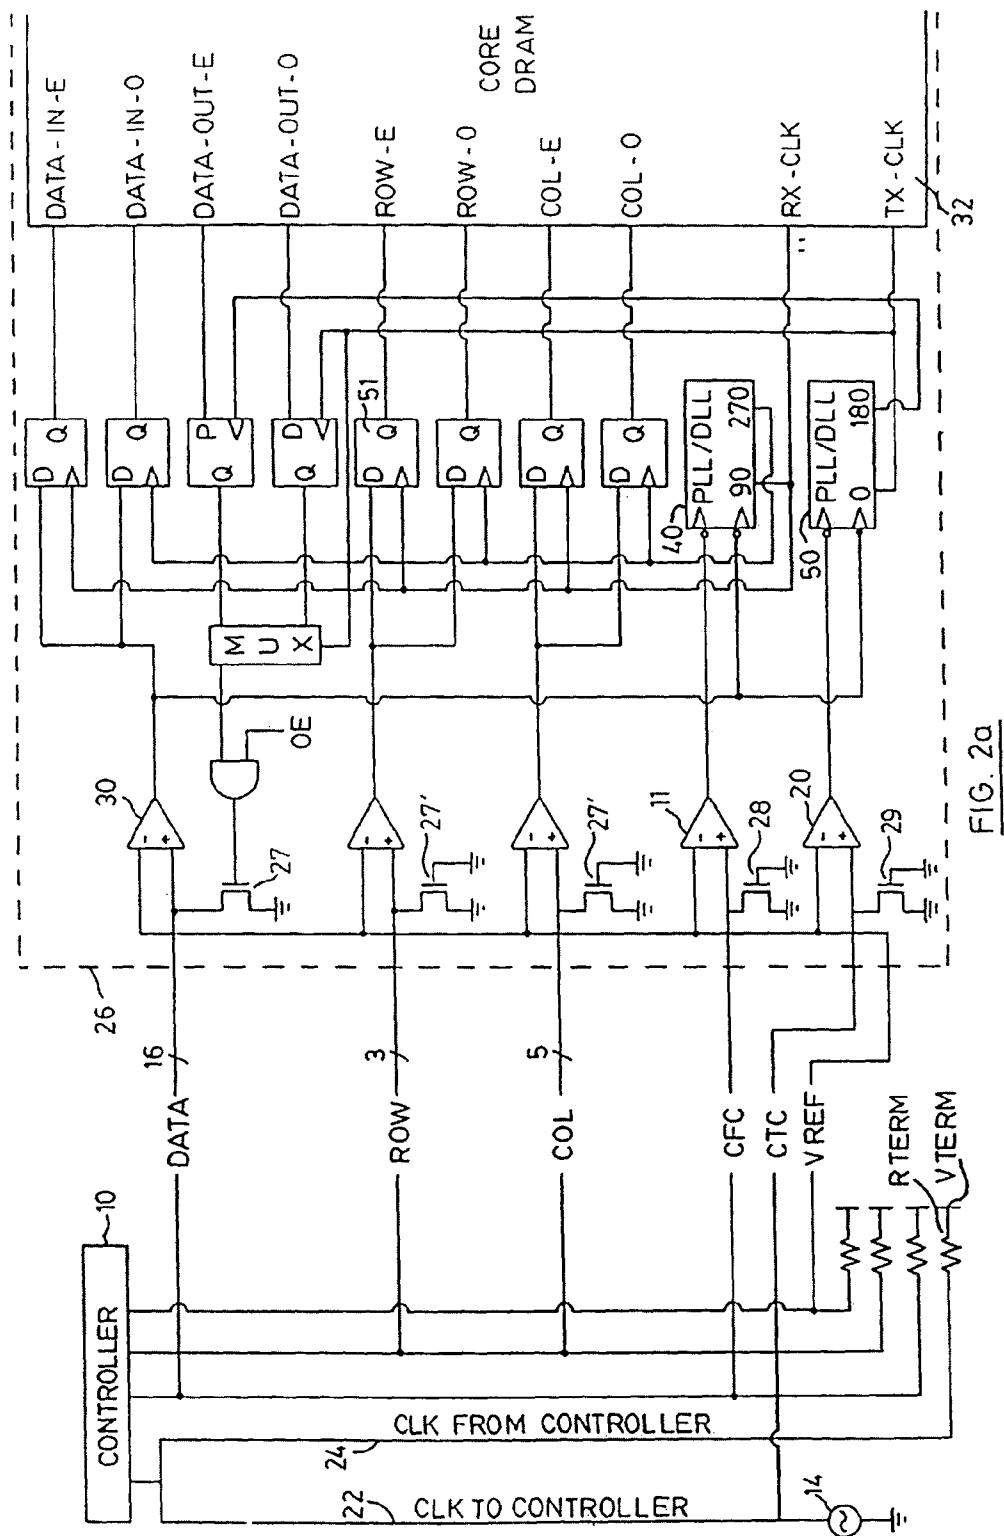 DATA-IN-E
DATA-IN-O
DATA-OUT-E
DATA-OUT-O
ROW-E
ROW-O
COL-E
COL-O
RX-CLK
TX-CLK
CORE
DRAM
32
D Q
D Q
Q P
Q D
D Q
51
D Q
D Q
D Q
40
PLL/DLL
90 270
50
PLL/DLL
0 180
MUX
OE
30
- +
27
- +
27'
- +
27'
11
- +
28
20
- +
29
26
16
DATA
3
ROW
5
COL
CFC
CTC
VREF
RTERM
VTERM
10
CONTROLLER
CLK FROM CONTROLLER
24
CLK TO CONTROLLER
22
14
FIG. 2a